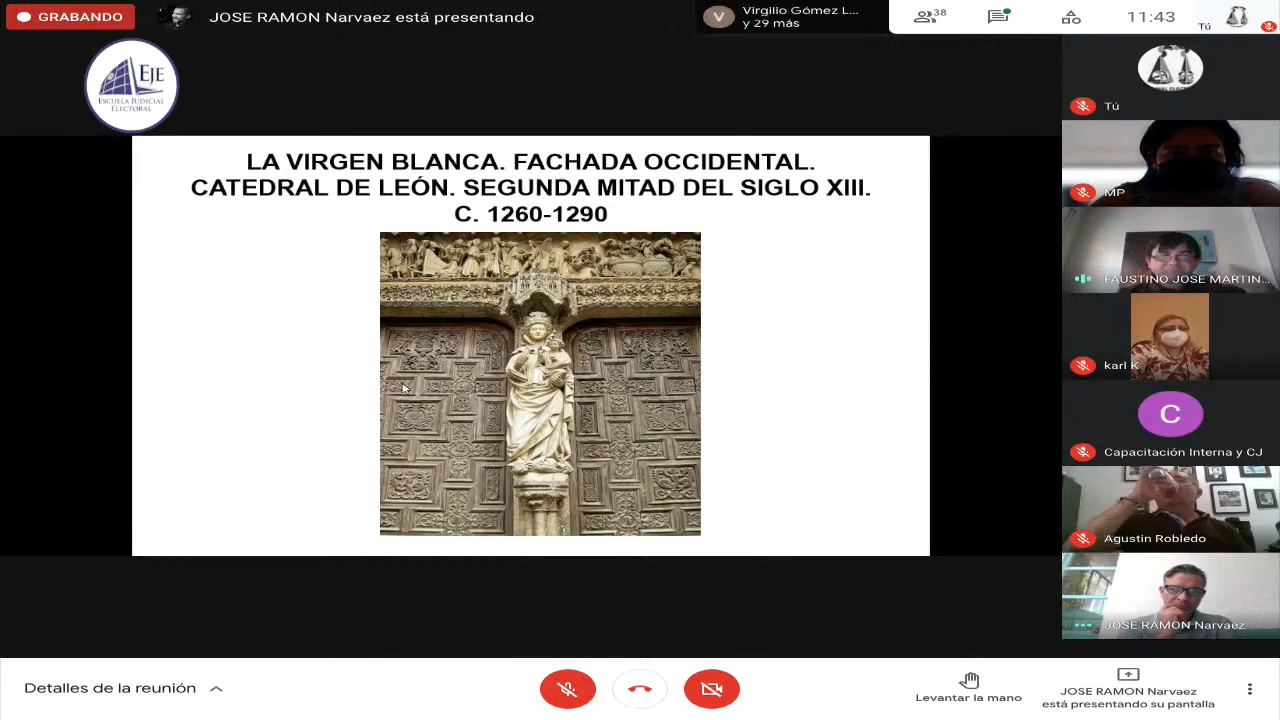 GRABANDO
JOSE RAMON Narvaez está presentando
Virgilio Gómez L...
y 29 más
V
38
11:43
Tú
EJE
ESCUELA JUDICIAL
ELECTORAL
LA VIRGEN BLANCA. FACHADA OCCIDENTAL.
CATEDRAL DE LEÓN. SEGUNDA MITAD DEL SIGLO XIII.
C. 1260-1290
Tú
MP
FAUSTINO JOSE MARTIN...
karl K
C
Capacitación Interna y CJ
Agustin Robledo
JOSE RAMON Narvaez
Detalles de la reunión
Levantar la mano
JOSE RAMON Narvaez
está presentando su pantalla